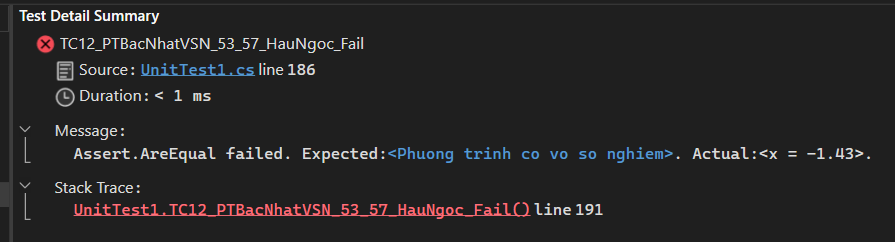 Test Detail Summary
TC12_PTBacNhatVSN_53_57_HauNgoc_Fail
Source: UnitTest1.cs line 186
Duration: < 1 ms
Message:
Assert.AreEqual failed. Expected:<Phuong trinh co vo so nghiem>. Actual:<x = -1.43>.
Stack Trace:
UnitTest1.TC12_PTBacNhatVSN_53_57_HauNgoc_Fail() line 191